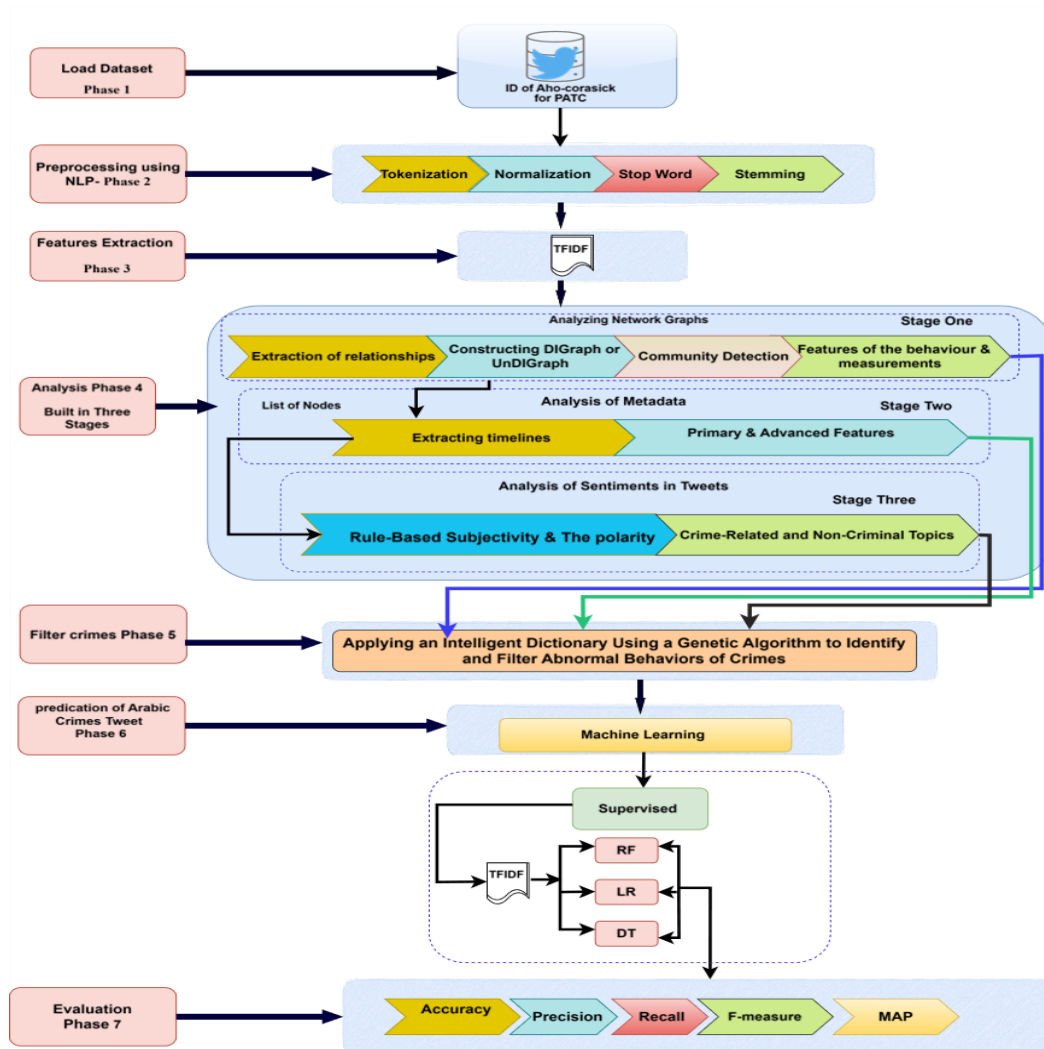 Load Dataset
Phase 1
ID of Aho-corasick
for PATC
Preprocessing using
NLP- Phase 2
Tokenization
Normalization
Stop Word
Stemming
Features Extraction
Phase 3
TFIDF
Analyzing Network Graphs
Stage One
Extraction of relationships
Constructing DIGraph or
UnDIGraph
Community Detection
Features of the behaviour &
measurements
Analysis Phase 4
Built in Three
Stages
List of Nodes
Analysis of Metadata
Stage Two
Extracting timelines
Primary & Advanced Features
Analysis of Sentiments in Tweets
Stage Three
Rule-Based Subjectivity & The polarity
Crime-Related and Non-Criminal Topics
Filter crimes Phase 5
Applying an Intelligent Dictionary Using a Genetic Algorithm to Identify
and Filter Abnormal Behaviors of Crimes
predication of Arabic
Crimes Tweet
Phase 6
Machine Learning
Supervised
TFIDF
RF
LR
DT
Evaluation
Phase 7
Accuracy
Precision
Recall
F-measure
MAP